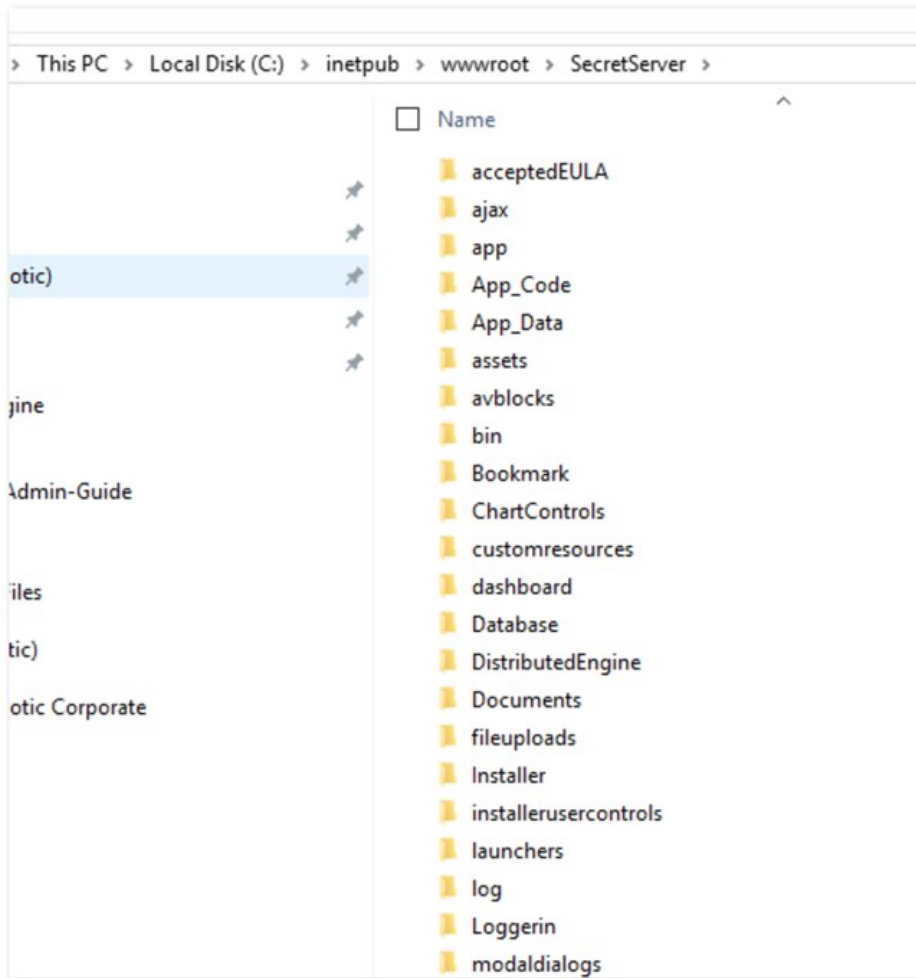 This PC > Local Disk (C:) > inetpub > wwwroot > SecretServer >
Name
acceptedEULA
ajax
app
otic)
App_Code
App_Data
assets
avblocks
gine
bin
Bookmark
Admin-Guide
ChartControls
customresources
dashboard
Files
Database
tic)
DistributedEngine
Documents
otic Corporate
fileuploads
Installer
installerusercontrols
launchers
log
Loggerin
modaldialogs